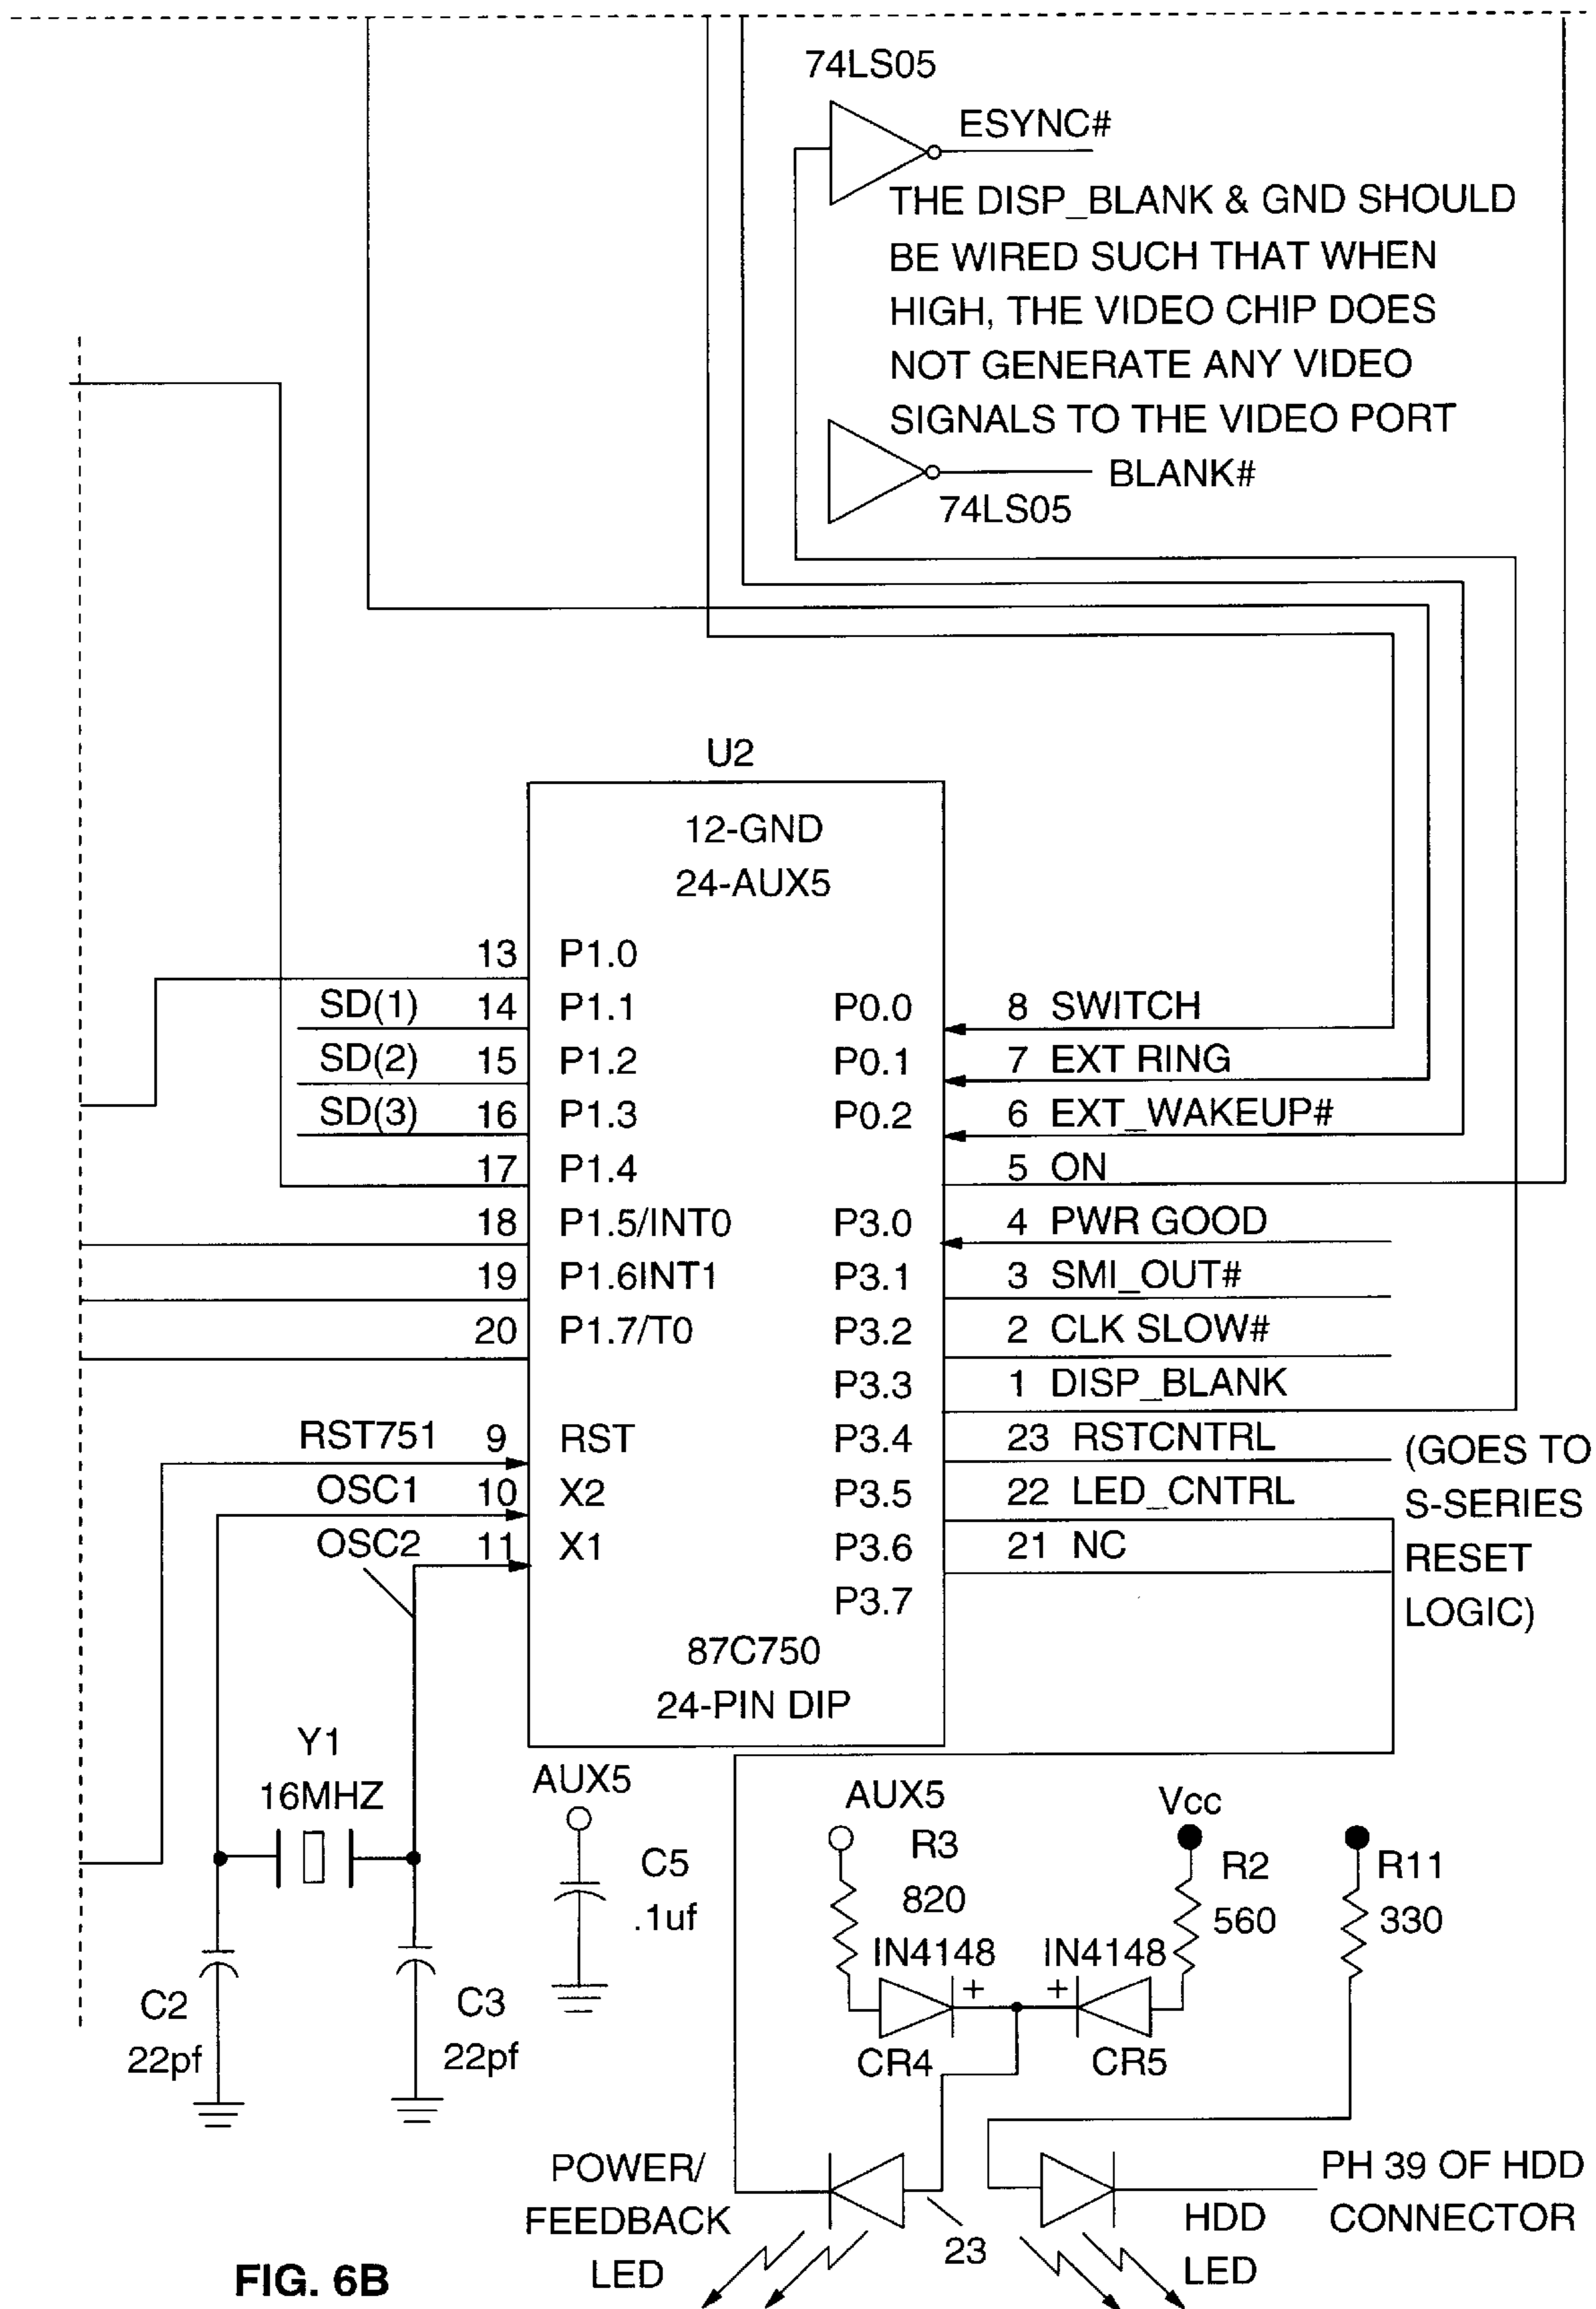 74LS05
ESYNC#
THE DISP_BLANK & GND SHOULD
BE WIRED SUCH THAT WHEN
HIGH, THE VIDEO CHIP DOES
NOT GENERATE ANY VIDEO
SIGNALS TO THE VIDEO PORT
BLANK#
74LS05
U2
12-GND
24-AUX5
13 P1.0
SD(1) 14 P1.1 P0.0 8 SWITCH
SD(2) 15 P1.2 P0.1 7 EXT RING
SD(3) 16 P1.3 P0.2 6 EXT_WAKEUP#
17 P1.4 5 ON
18 P1.5/INT0 P3.0 4 PWR GOOD
19 P1.6INT1 P3.1 3 SMI_OUT#
20 P1.7/T0 P3.2 2 CLK SLOW#
P3.3 1 DISP_BLANK
RST751 9 RST P3.4 23 RSTCNTRL
OSC1 10 X2 P3.5 22 LED_CNTRL
OSC2 11 X1 P3.6 21 NC
P3.7
(GOES TO
S-SERIES
RESET
LOGIC)
87C750
24-PIN DIP
Y1
16MHZ
C2
22pf
C3
22pf
AUX5
C5
.1uf
AUX5
R3
820
Vcc
R2
560
R11
330
IN4148 IN4148
+ +
CR4 CR5
POWER/
FEEDBACK
LED
23
HDD
LED
PH 39 OF HDD
CONNECTOR
FIG. 6B